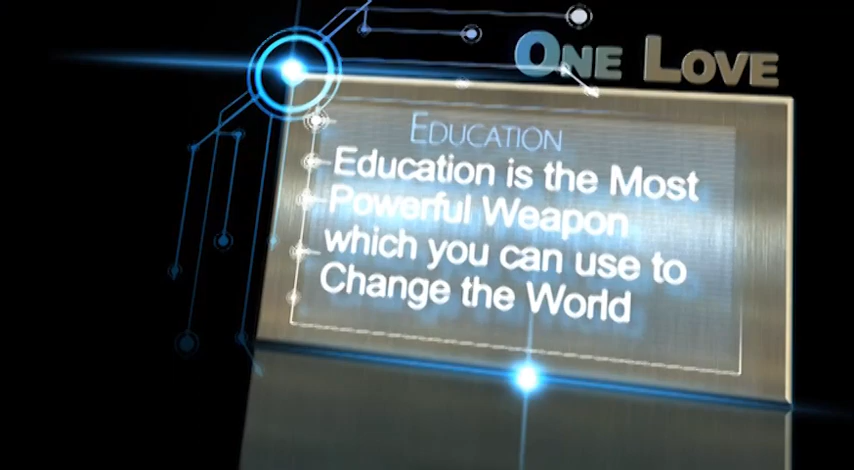 One Love
Education
Education is the Most
Powerful Weapon
which you can use to
Change the World